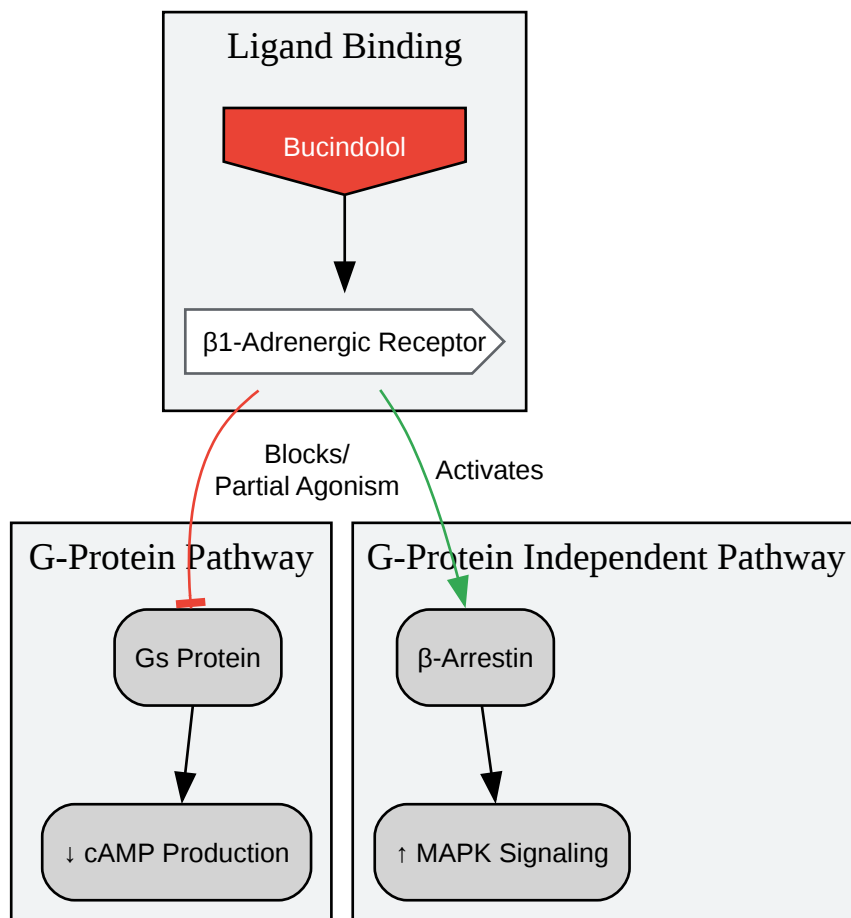 Ligand Binding
Bucindolol
β1-Adrenergic Receptor
Blocks/
Partial Agonism
Activates
G-Protein Pathway
G-Protein Independent Pathway
Gs Protein
β-Arrestin
↓ cAMP Production
↑ MAPK Signaling